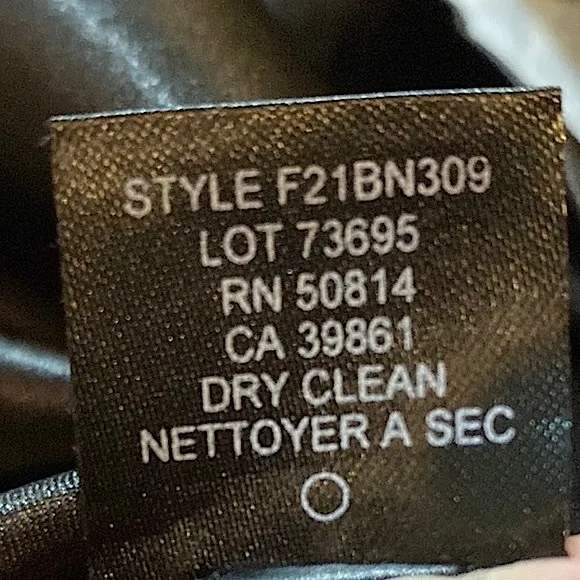 STYLE F21BN309
LOT 73695
RN 50814
CA 39861
DRY CLEAN
NETTOYER A SEC